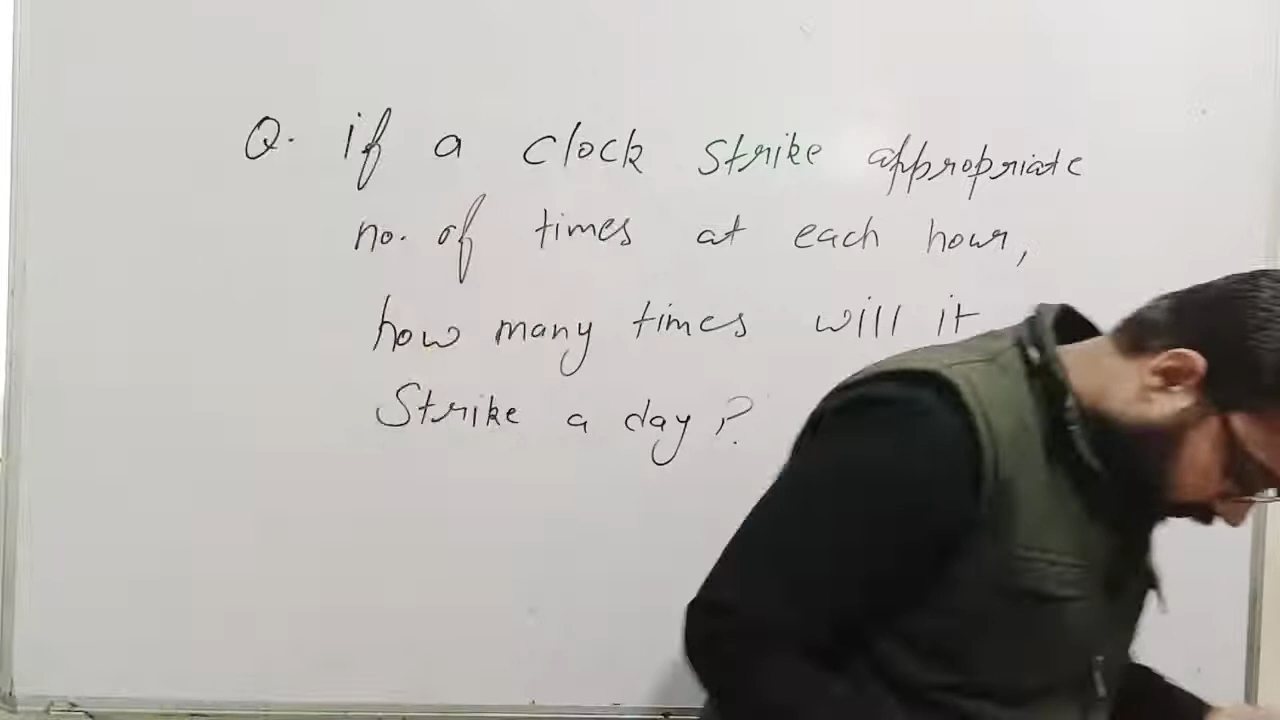 Q. if a clock strike appropriate
no. of times at each hour,
how many times will it
Strike a day?